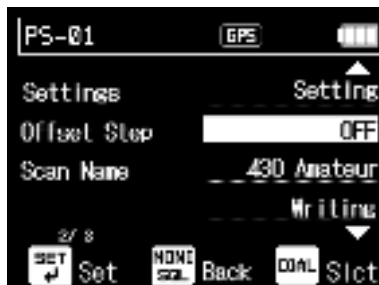 PS-01 GPS
Settings Setting
Offset Step OFF
Scan Name 430 Amateur
Writing
2/ 3
SET Set MONI SQL Back DIAL Slct